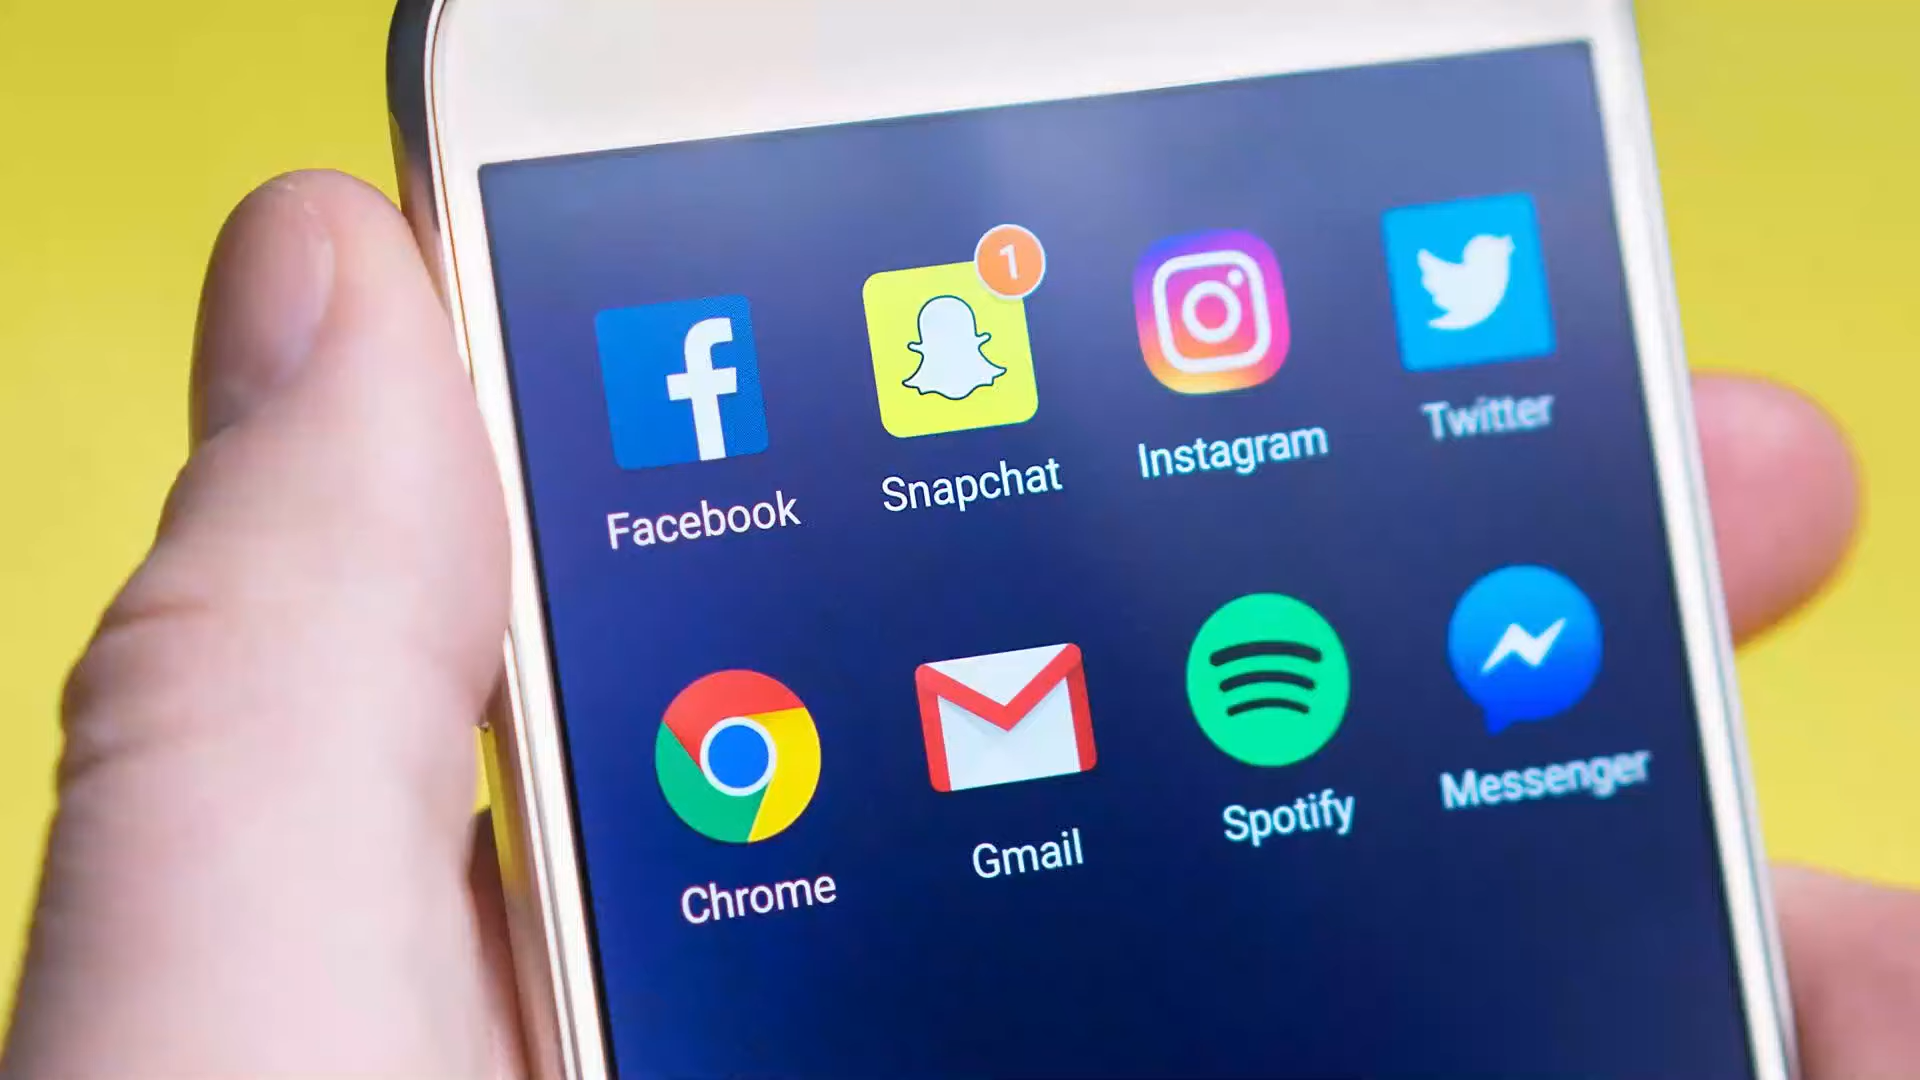 1
Facebook
Snapchat
Instagram
Twitter
Chrome
Gmail
Spotify
Messenger